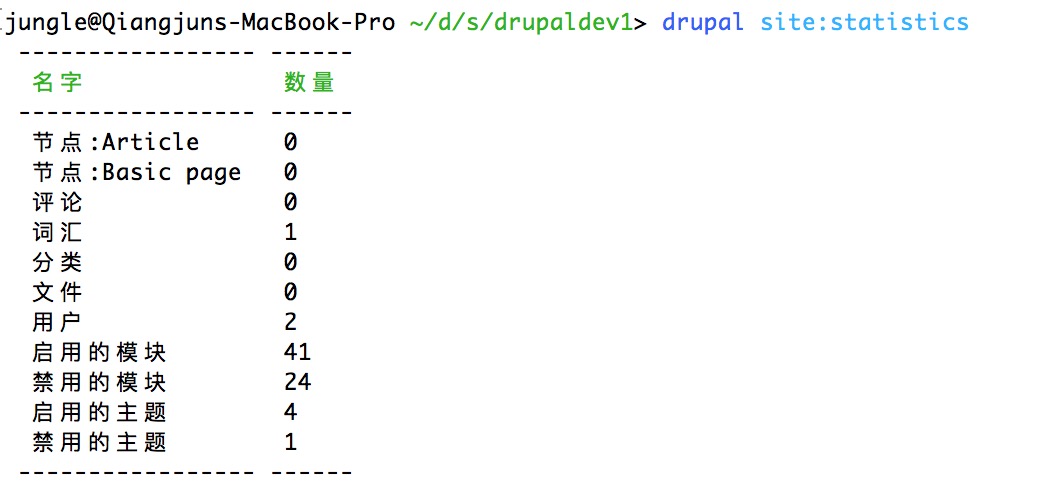 jungle@Qiangjuns-MacBook-Pro ~/d/s/drupaldev1> drupal site:statistics
----------------- ------
名字 数量
----------------- ------
节点:Article 0
节点:Basic page 0
评论 0
词汇 1
分类 0
文件 0
用户 2
启用的模块 41
禁用的模块 24
启用的主题 4
禁用的主题 1
----------------- ------